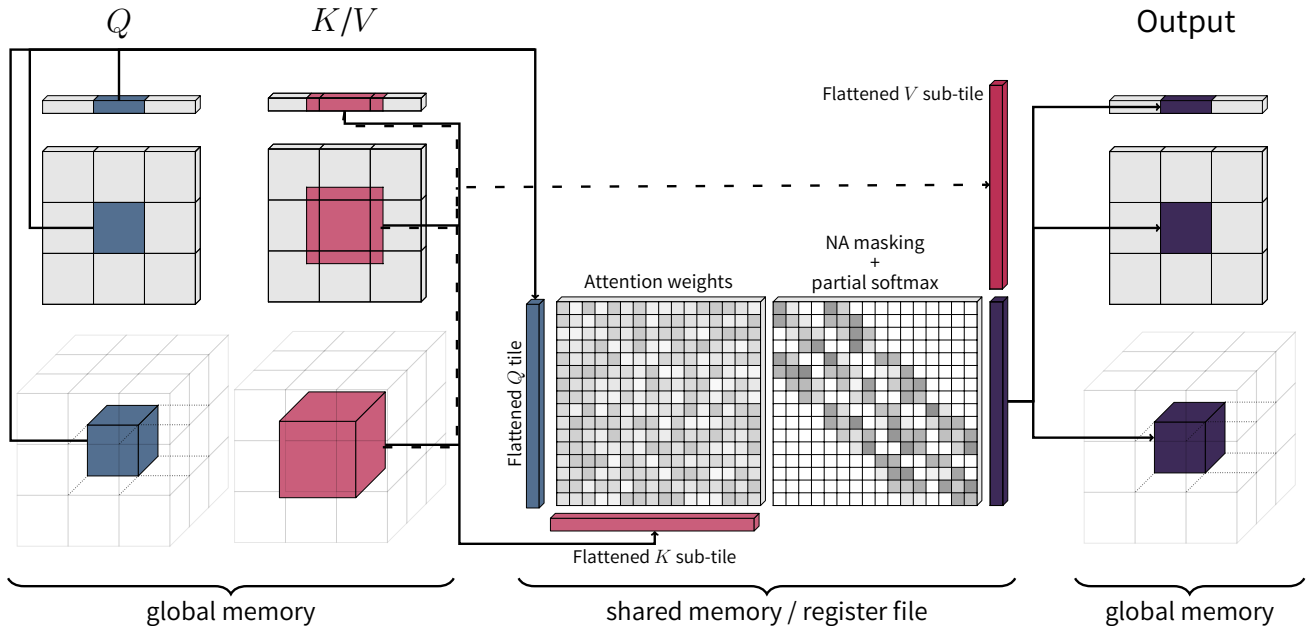 Q
K/V
Output
Flattened V sub-tile
NA masking
+
partial softmax
Attention weights
Flattened Q tile
Flattened K sub-tile
global memory
shared memory / register file
global memory